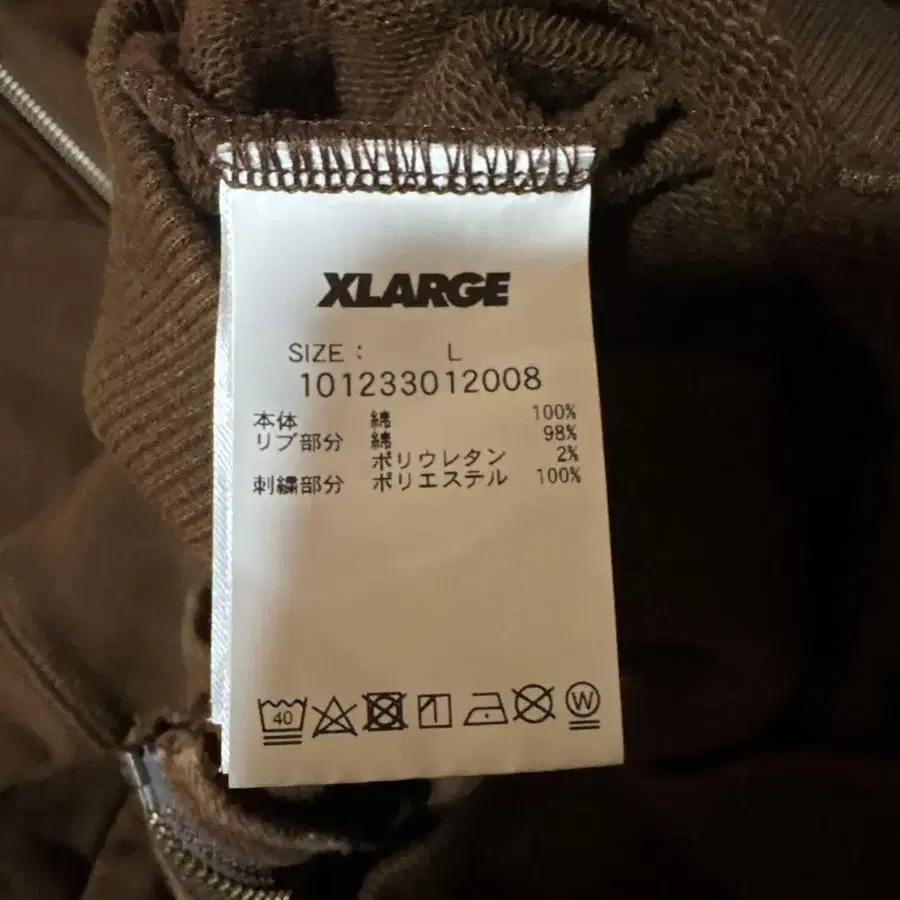 XLARGE
SIZE : L
101233012008
本体 綿 100%
リブ部分 綿 98%
ポリウレタン 2%
刺繍部分 ポリエステル 100%
40 W